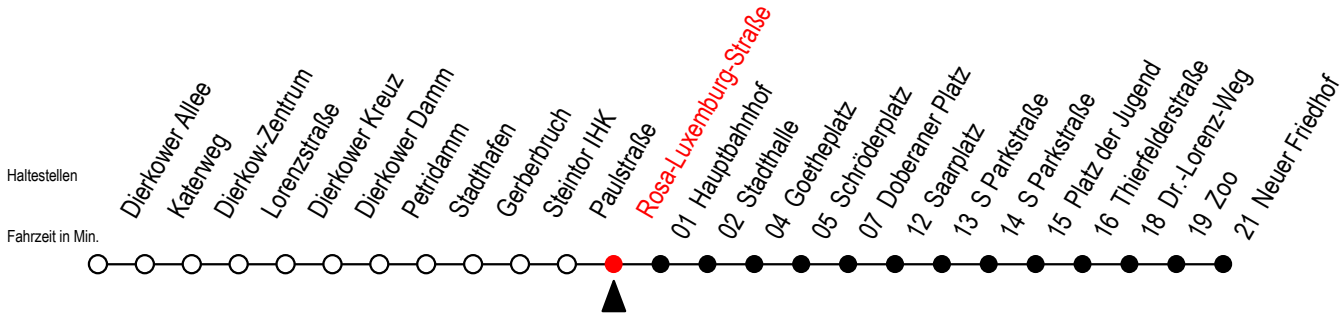 Haltestellen
Fahrzeit in Min.
Dierkower Allee
Katerweg
Dierkow-Zentrum
Lorenzstraße
Dierkower Kreuz
Dierkower Damm
Petridamm
Stadthafen
Gerberbruch
Steintor IHK
Paulstraße
Rosa-Luxemburg-Straße
01 Hauptbahnhof
02 Stadthalle
04 Goetheplatz
05 Schröderplatz
07 Doberaner Platz
12 Saarplatz
13 S Parkstraße
14 S Parkstraße
15 Platz der Jugend
16 Thierfelderstraße
18 Dr.-Lorenz-Weg
19 Zoo
21 Neuer Friedhof